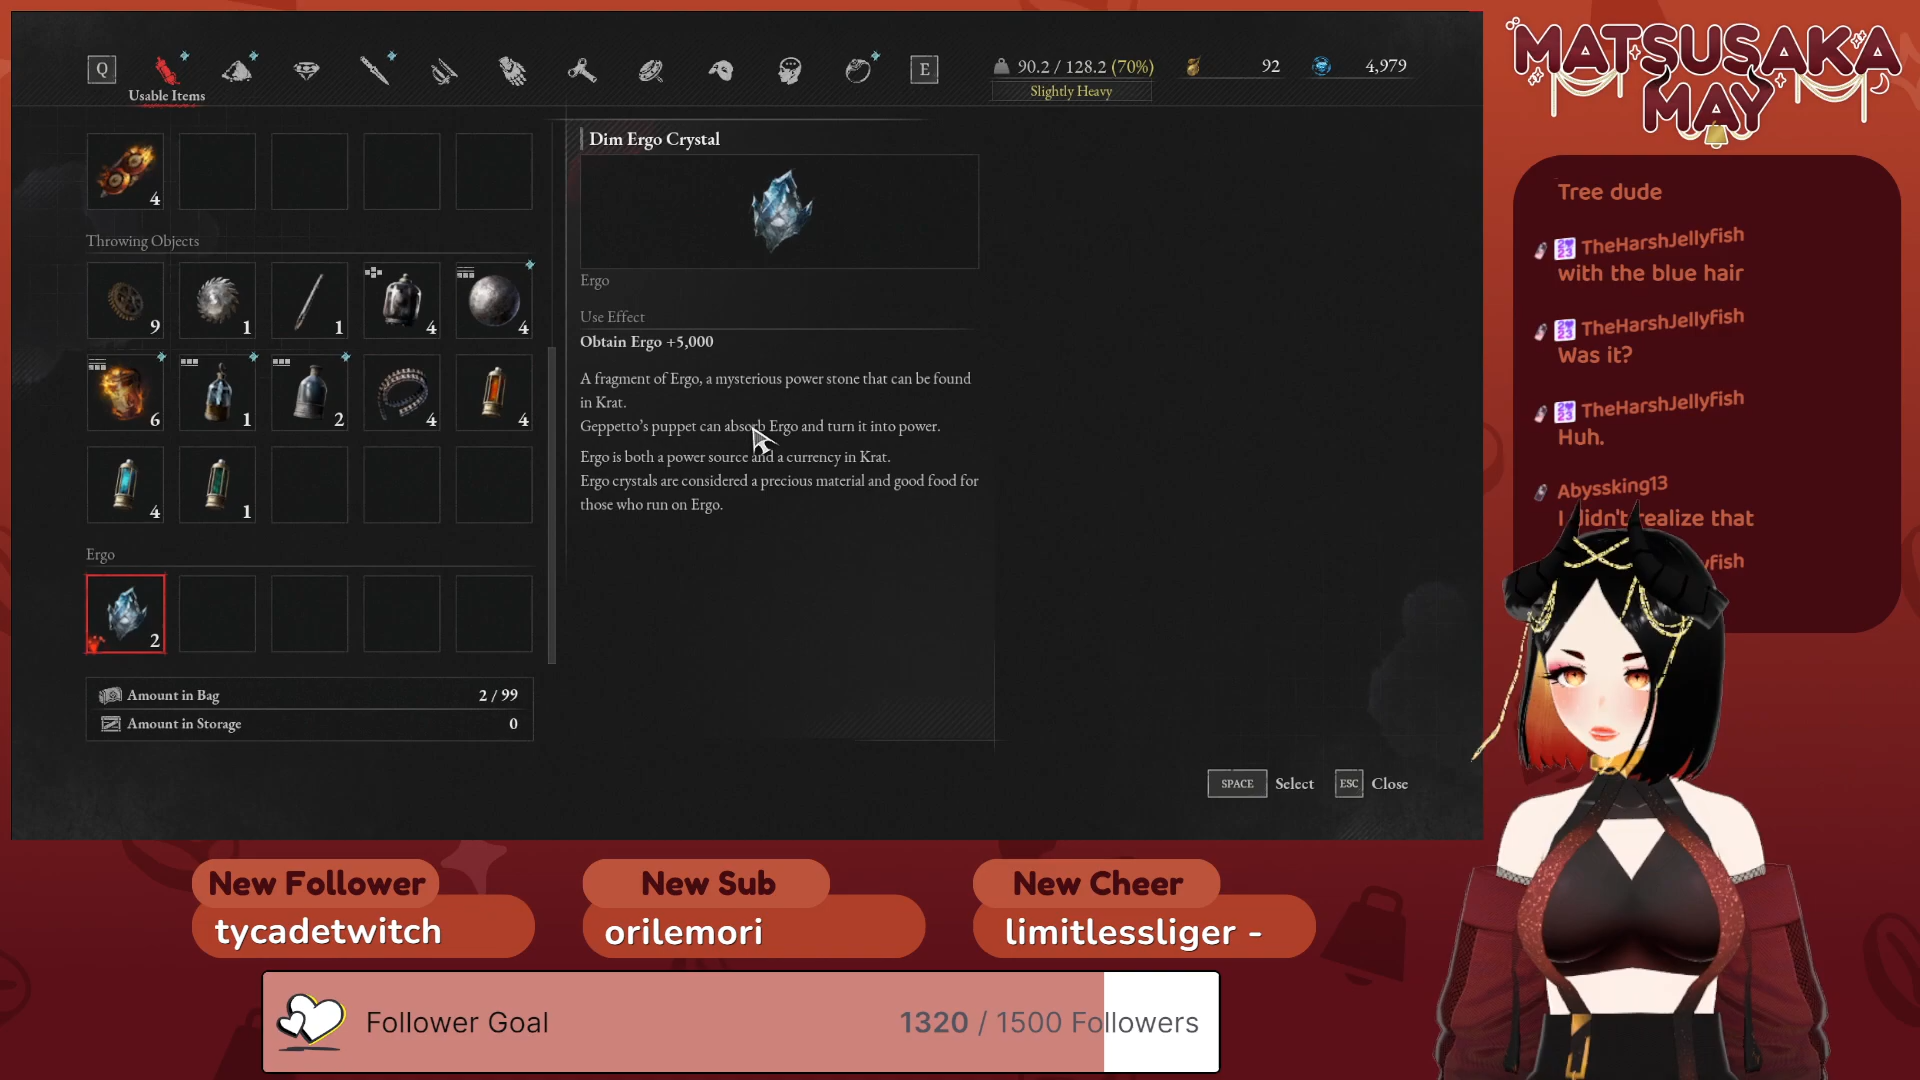 Q
Usable Items
E
90.2 / 128.2 (70%)
Slightly Heavy
92
4,979
4
Throwing Objects
9
1
1
4
4
6
1
2
4
4
4
1
Ergo
2
Amount in Bag
2 / 99
Amount in Storage
0
Dim Ergo Crystal
Ergo
Use Effect
Obtain Ergo +5,000
A fragment of Ergo, a mysterious power stone that can be found
in Krat.
Geppetto's puppet can absorb Ergo and turn it into power.
Ergo is both a power source and a currency in Krat.
Ergo crystals are considered a precious material and good food for
those who run on Ergo.
SPACE Select
ESC Close
MATSUSAKA
MAY
Tree dude
TheHarshJellyfish
with the blue hair
TheHarshJellyfish
Was it?
TheHarshJellyfish
Huh.
Abyssking13
I didn't realize that
New Follower
tycadetwitch
New Sub
orilemori
New Cheer
limitlessliger -
Follower Goal
1320 / 1500 Followers